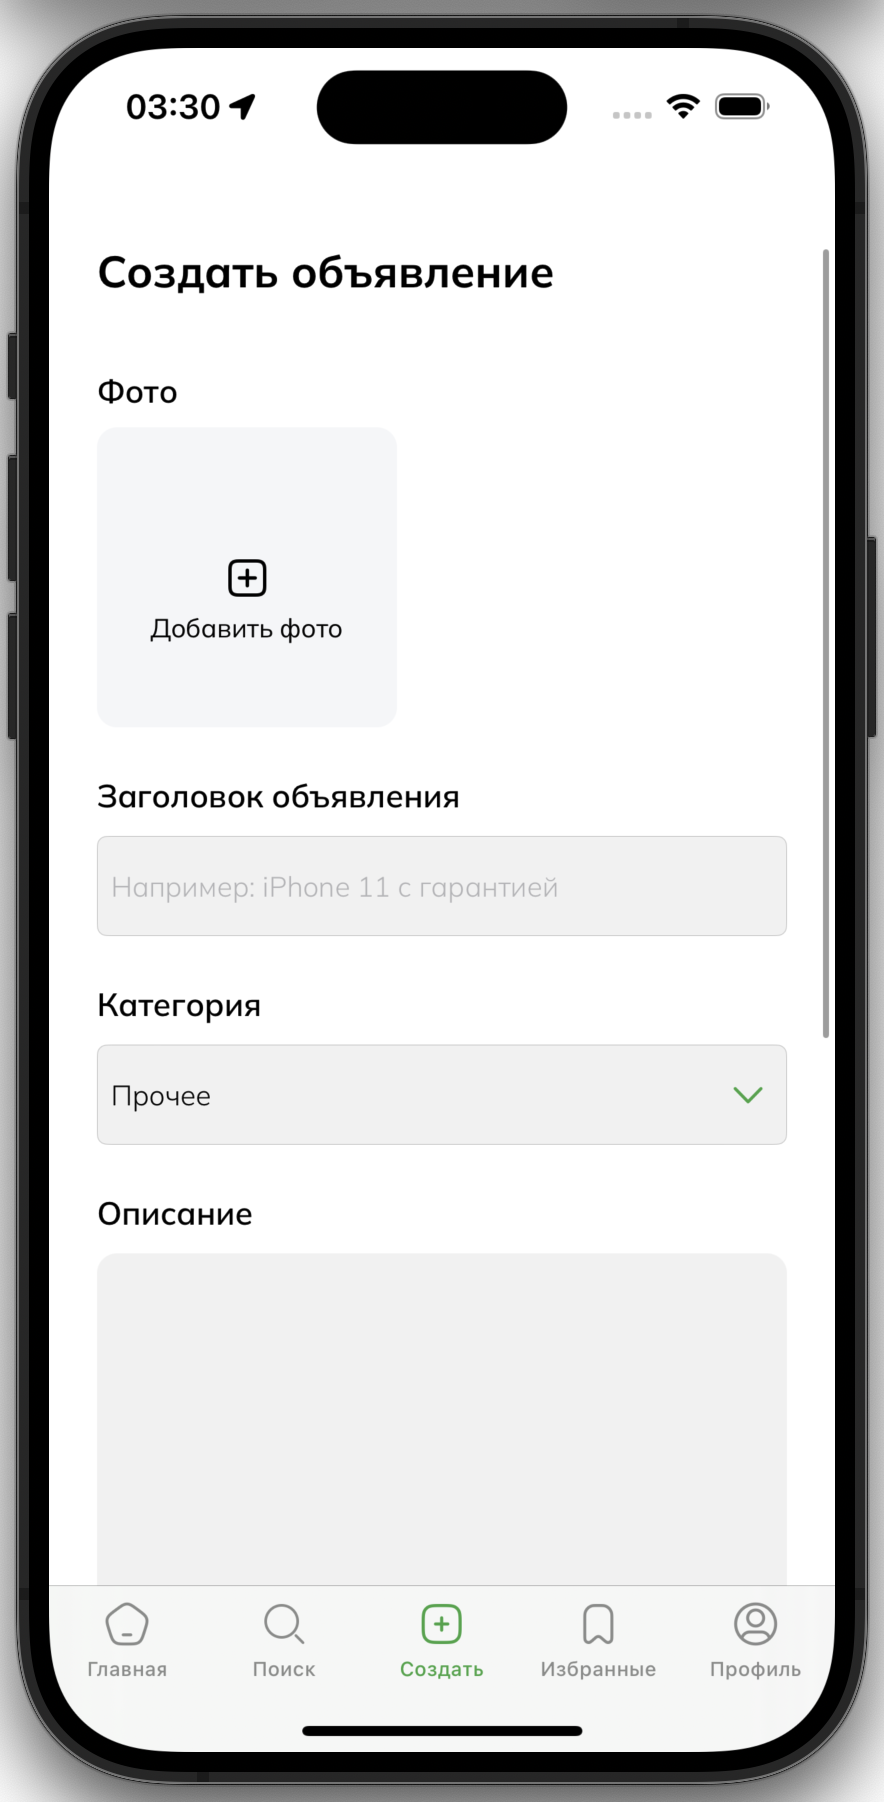 03:30
Создать объявление
Фото
Добавить фото
Заголовок объявления
Например: iPhone 11 с гарантией
Категория
Прочее
Описание
Главная
Поиск
Создать
Избранные
Профиль